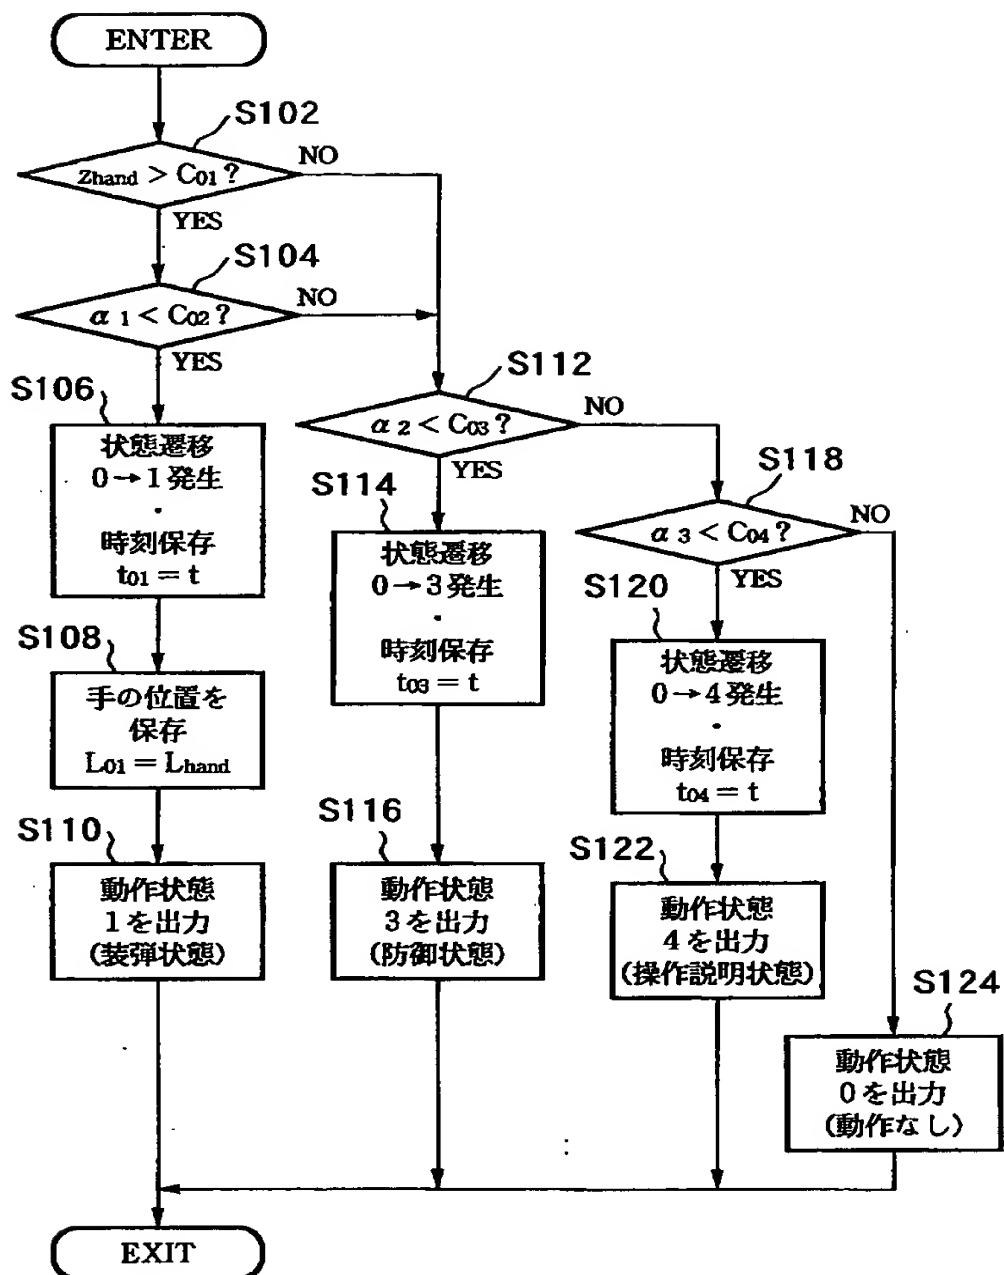 ENTER
S102
Zhand > C01?
NO
YES
S104
α1 < C02?
NO
YES
S106
状態遷移
0→1発生
・
時刻保存
t01 = t
S108
手の位置を
保存
L01 = Lhand
S110
動作状態
1を出力
(装弾状態)
S112
α2 < C03?
NO
YES
S114
状態遷移
0→3発生
・
時刻保存
t03 = t
S116
動作状態
3を出力
(防御状態)
S118
α3 < C04?
NO
YES
S120
状態遷移
0→4発生
・
時刻保存
t04 = t
S122
動作状態
4を出力
(操作説明状態)
S124
動作状態
0を出力
(動作なし)
EXIT